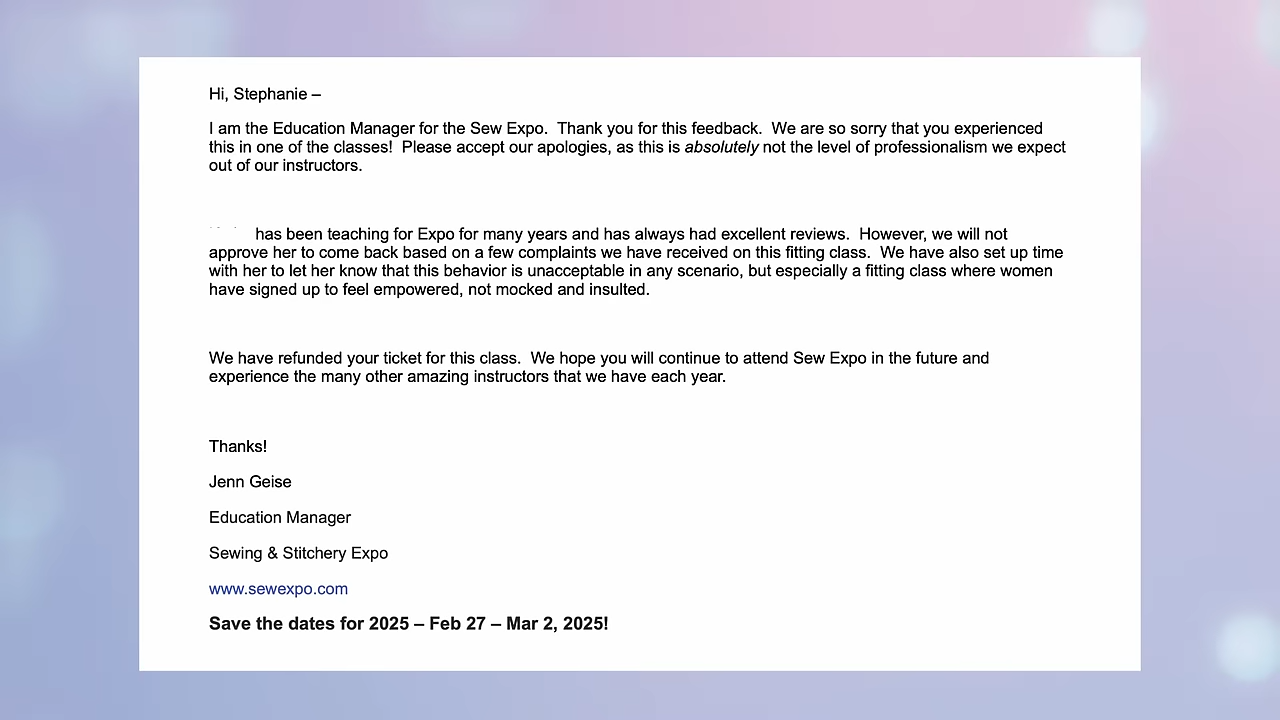 Hi, Stephanie –
I am the Education Manager for the Sew Expo.  Thank you for this feedback.  We are so sorry that you experienced
this in one of the classes!  Please accept our apologies, as this is absolutely not the level of professionalism we expect
out of our instructors.
has been teaching for Expo for many years and has always had excellent reviews.  However, we will not
approve her to come back based on a few complaints we have received on this fitting class.  We have also set up time
with her to let her know that this behavior is unacceptable in any scenario, but especially a fitting class where women
have signed up to feel empowered, not mocked and insulted.
We have refunded your ticket for this class.  We hope you will continue to attend Sew Expo in the future and
experience the many other amazing instructors that we have each year.
Thanks!
Jenn Geise
Education Manager
Sewing & Stitchery Expo
www.sewexpo.com
Save the dates for 2025 – Feb 27 – Mar 2, 2025!